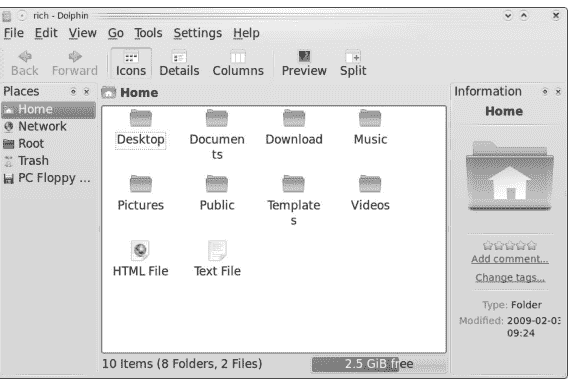 rich - Dolphin
File Edit View Go Tools Settings Help
Back Forward Icons Details Columns Preview Split
Places
Home
Network
Root
Trash
PC Floppy ...
Home
Desktop
Documen
ts
Download
Music
Pictures
Public
Template
s
Videos
HTML File
Text File
10 Items (8 Folders, 2 Files)
2.5 GiB free
Information
Home
Add comment...
Change tags...
Type: Folder
Modified: 2009-02-03
09:24